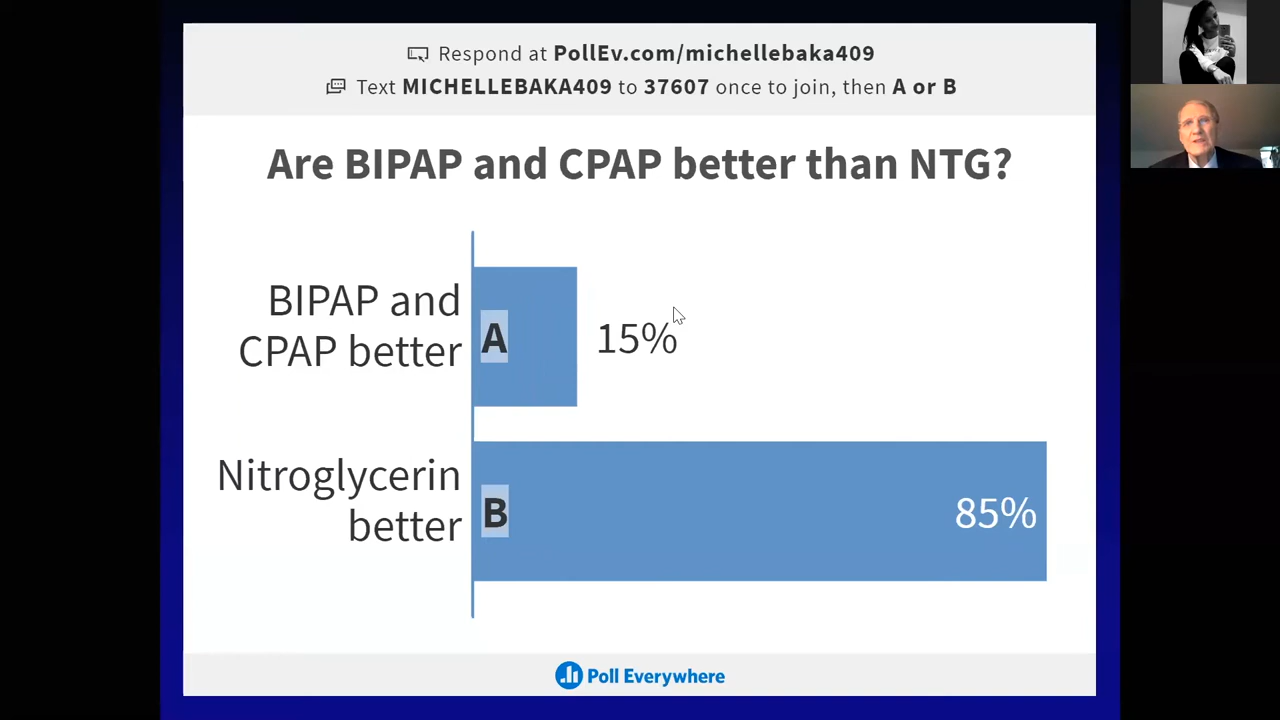 Respond at PollEv.com/michellebaka409
Text MICHELLEBAKA409 to 37607 once to join, then A or B
Are BIPAP and CPAP better than NTG?
BIPAP and
CPAP better
A
15%
Nitroglycerin
better
B
85%
Poll Everywhere